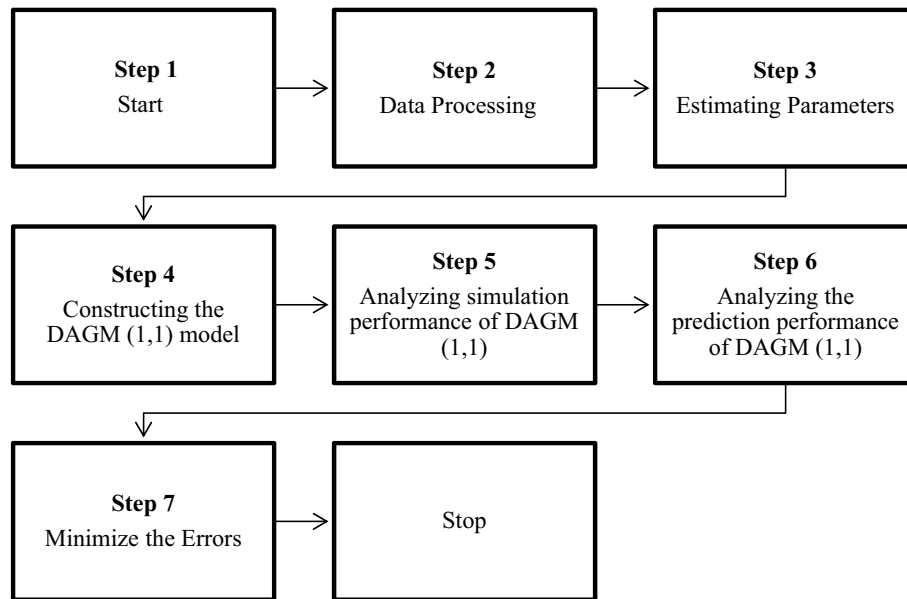 Step 1
Start
Step 2
Data Processing
Step 3
Estimating Parameters
Step 4
Constructing the
DAGM (1,1) model
Step 5
Analyzing simulation
performance of DAGM
(1,1)
Step 6
Analyzing the
prediction performance
of DAGM (1,1)
Step 7
Minimize the Errors
Stop